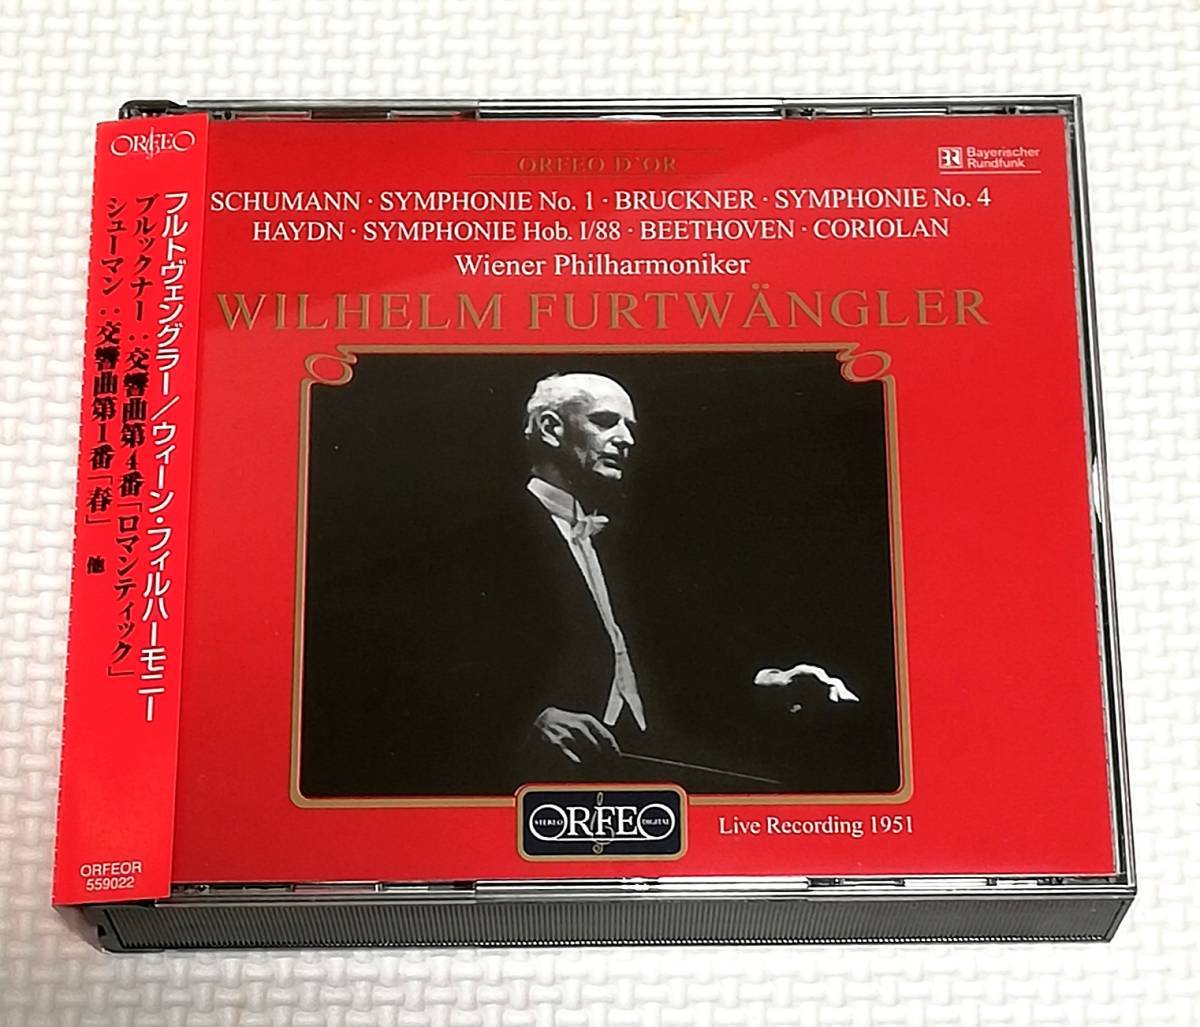 ORFEO
フルトヴェングラー／ウィーン・フィルハーモニー
ブルックナー：交響曲第4番「ロマンティック」
シューマン：交響曲第1番「春」 他
ORFEOR
559022
ORFEO D'OR
Bayerischer
Rundfunk
SCHUMANN · SYMPHONIE No. 1 · BRUCKNER · SYMPHONIE No. 4
HAYDN · SYMPHONIE Hob. I/88 · BEETHOVEN · CORIOLAN
Wiener Philharmoniker
WILHELM FURTWÄNGLER
STEREO ORFEO DIGITAL
Live Recording 1951